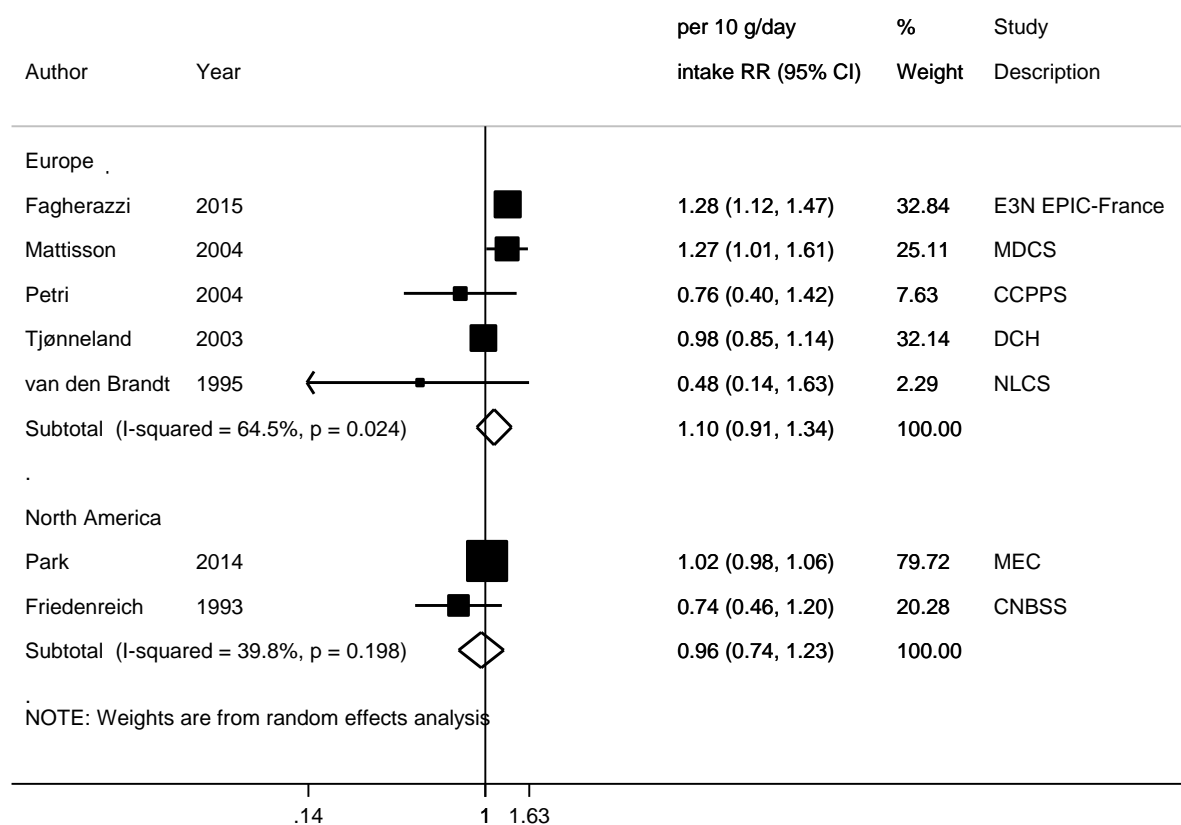 per 10 g/day % Study
Author Year intake RR (95% CI) Weight Description
Europe .
Fagherazzi 2015 1.28 (1.12, 1.47) 32.84 E3N EPIC-France
Mattisson 2004 1.27 (1.01, 1.61) 25.11 MDCS
Petri 2004 0.76 (0.40, 1.42) 7.63 CCPPS
Tjønneland 2003 0.98 (0.85, 1.14) 32.14 DCH
van den Brandt 1995 0.48 (0.14, 1.63) 2.29 NLCS
Subtotal (I-squared = 64.5%, p = 0.024) 1.10 (0.91, 1.34) 100.00
.
North America
Park 2014 1.02 (0.98, 1.06) 79.72 MEC
Friedenreich 1993 0.74 (0.46, 1.20) 20.28 CNBSS
Subtotal (I-squared = 39.8%, p = 0.198) 0.96 (0.74, 1.23) 100.00
.
NOTE: Weights are from random effects analysis
.14 1 1.63